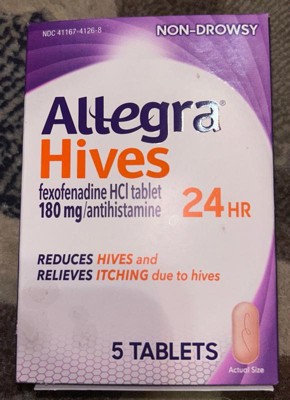 NDC 41167-4126-8
NON-DROWSY
Allegra®
Hives
fexofenadine HCl tablet
180 mg/antihistamine
24 HR
REDUCES HIVES and
RELIEVES ITCHING due to hives
5 TABLETS
Actual Size